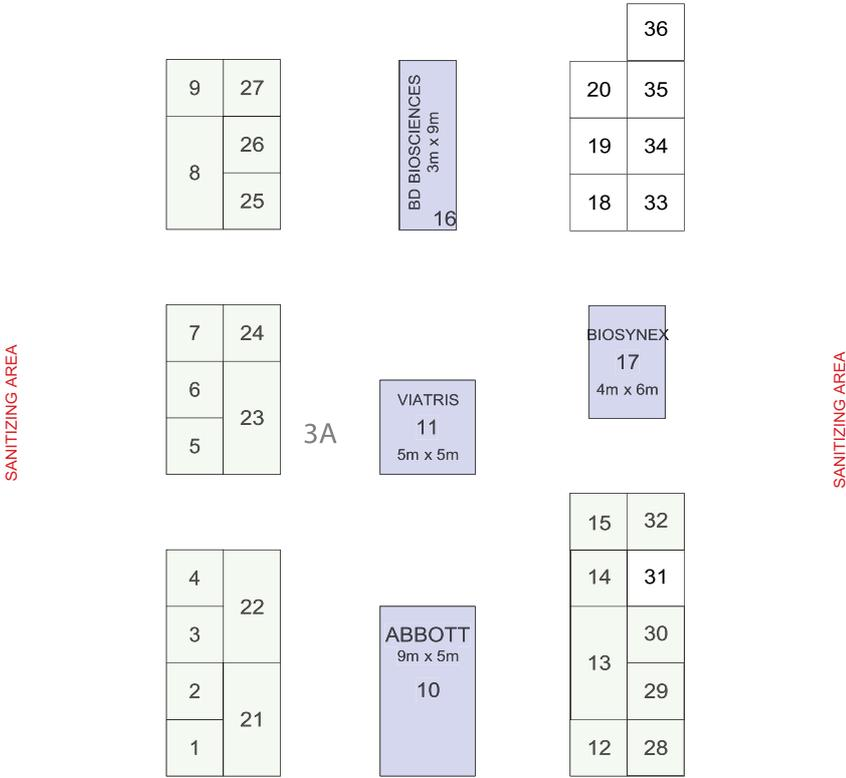 36
9 27
BD BIOSCIENCES
3m x 9m
16
20 35
26
19 34
8
25
18 33
7 24
BIOSYNEX
17
4m x 6m
6
VIATRIS
11
5m x 5m
23
3A
5
SANITIZING AREA
SANITIZING AREA
15 32
4
14 31
22
3
ABBOTT
9m x 5m
10
30
13
2
29
21
1
12 28